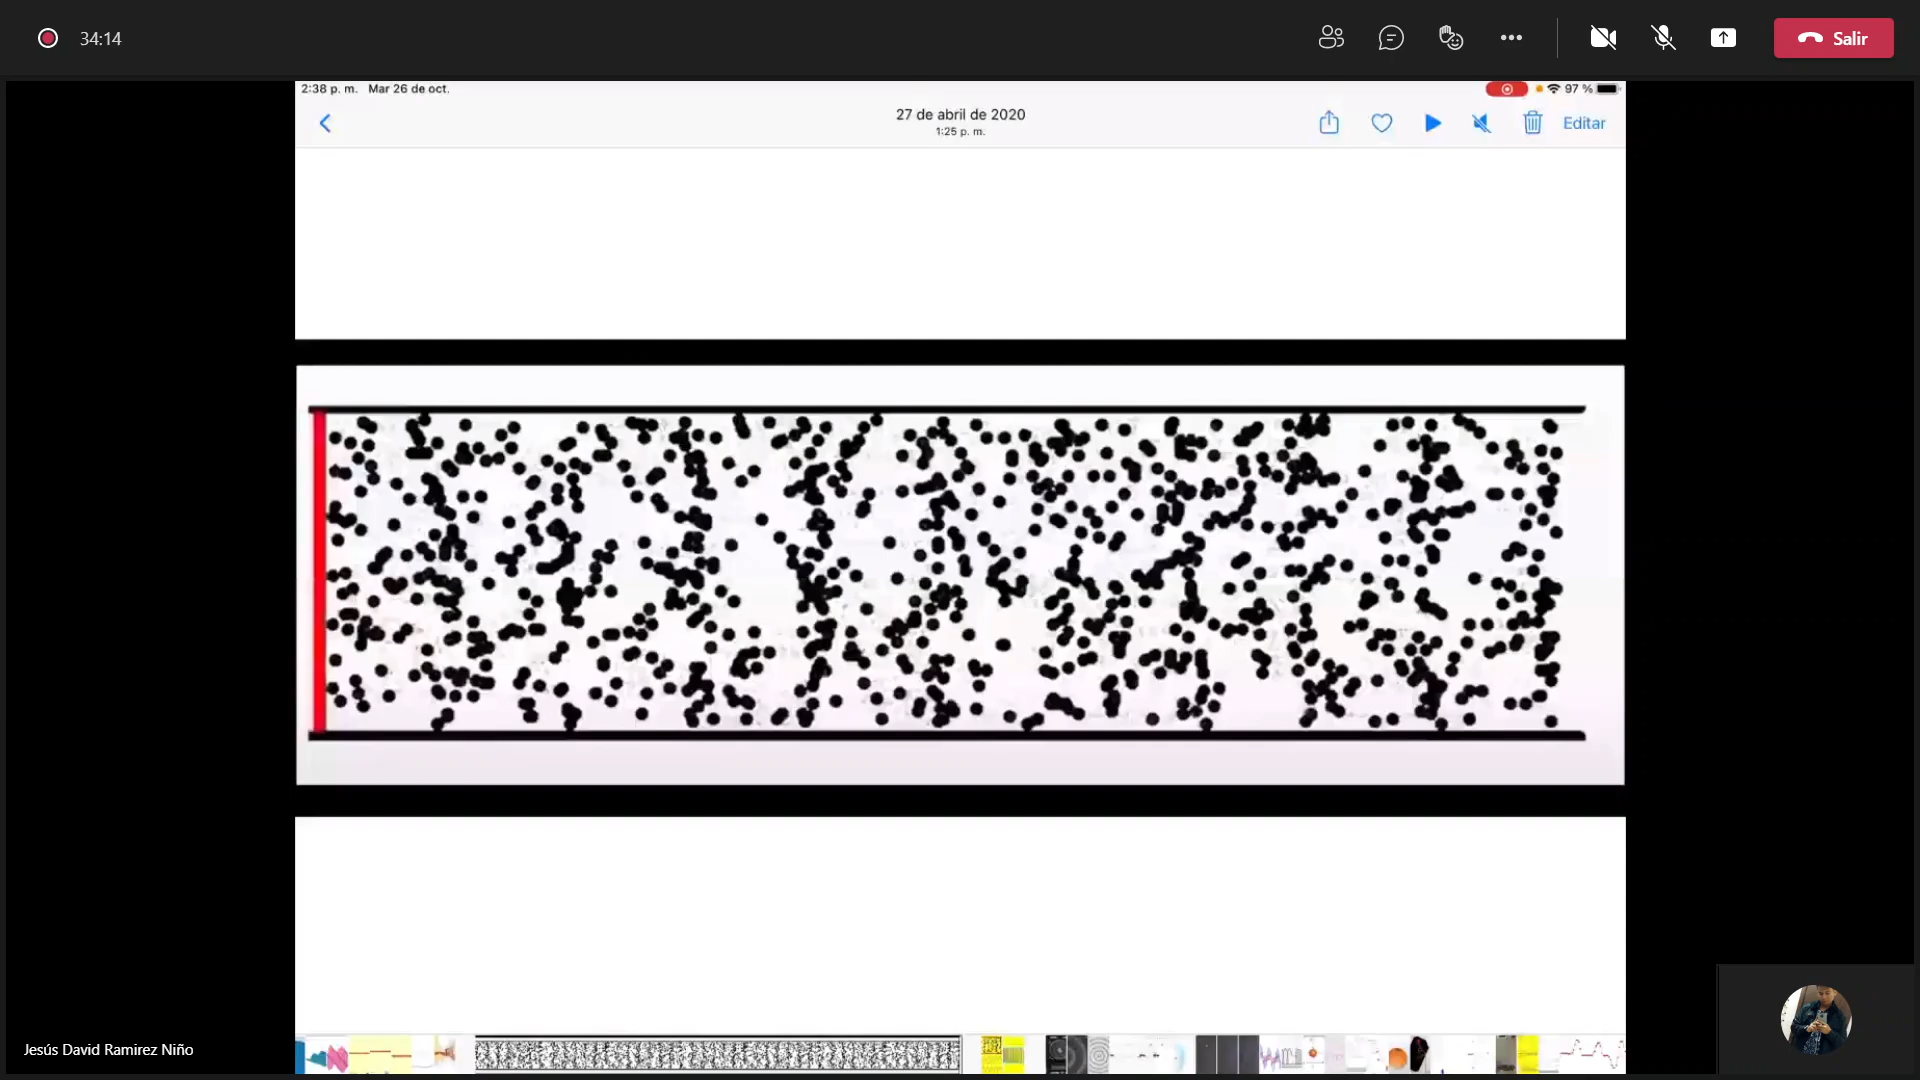 34:14
Salir
2:38 p. m. Mar 26 de oct.
97 %
27 de abril de 2020
1:25 p. m.
Editar
Jesús David Ramirez Niño